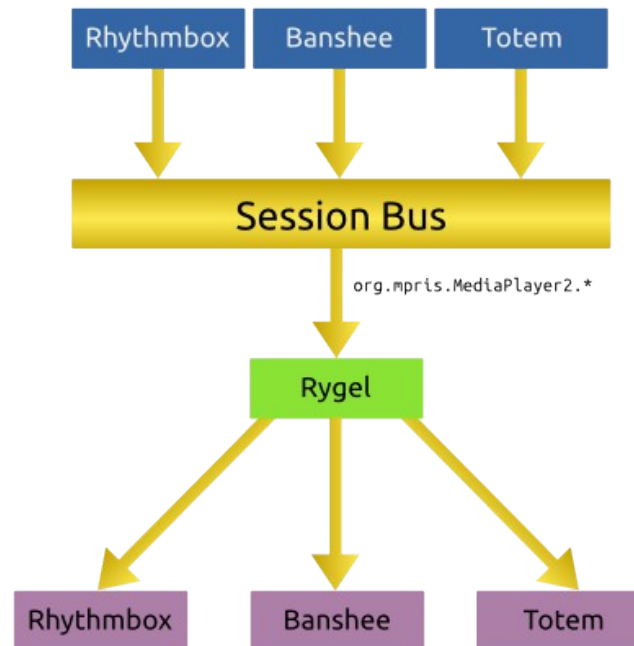 Rhythmbox Banshee Totem
Session Bus
org.mpris.MediaPlayer2.*
Rygel
Rhythmbox Banshee Totem